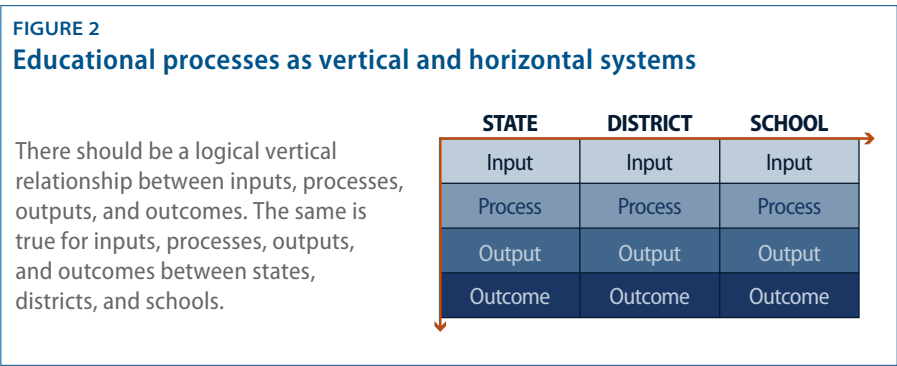 FIGURE 2
Educational processes as vertical and horizontal systems
There should be a logical vertical
relationship between inputs, processes,
outputs, and outcomes. The same is
true for inputs, processes, outputs,
and outcomes between states,
districts, and schools.
STATE DISTRICT SCHOOL
Input Input Input
Process Process Process
Output Output Output
Outcome Outcome Outcome